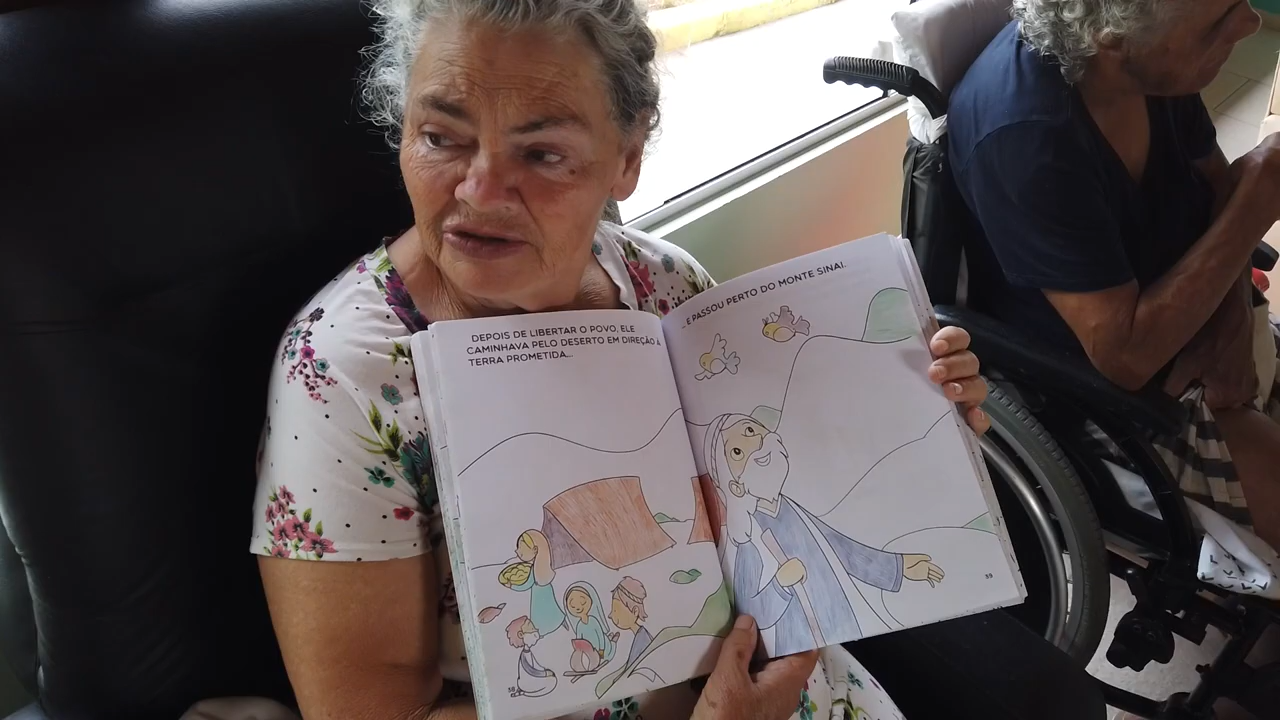 DEPOIS DE LIBERTAR O POVO, ELE
CAMINHAVA PELO DESERTO EM DIREÇÃO À
TERRA PROMETIDA...
...E PASSOU PERTO DO MONTE SINAI.
58
59